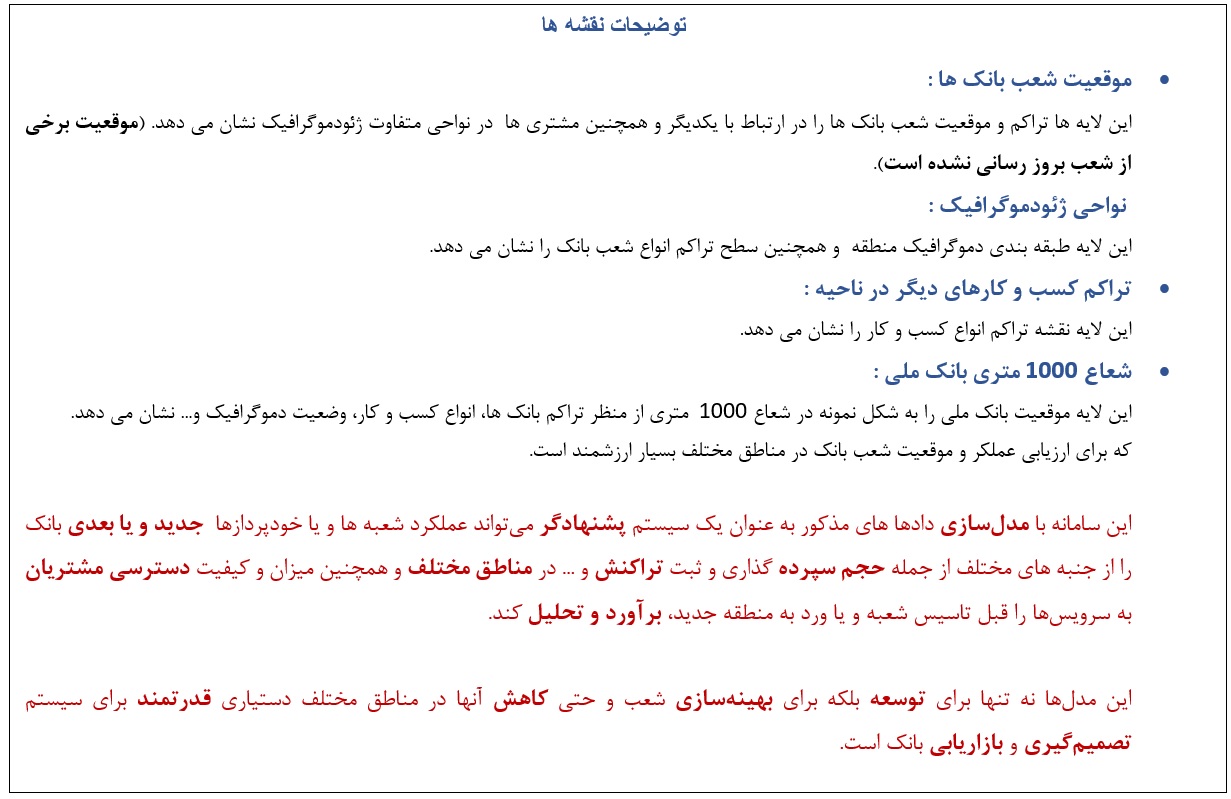 توضیحات نقشه ها
• موقعیت شعب بانک ها :
این لایه ها تراکم و موقعیت شعب بانک ها را در ارتباط با یکدیگر و همچنین مشتری ها در نواحی متفاوت ژئودموگرافیک نشان می دهد. (موقعیت برخی
از شعب بروز رسانی نشده است).
نواحی ژئودموگرافیک :
این لایه طبقه بندی دموگرافیک منطقه و همچنین سطح تراکم انواع شعب بانک را نشان می دهد.
• تراکم کسب و کارهای دیگر در ناحیه :
این لایه نقشه تراکم انواع کسب و کار را نشان می دهد.
• شعاع 1000 متری بانک ملی :
این لایه موقعیت بانک ملی را به شکل نمونه در شعاع 1000 متری از منظر تراکم بانک ها، انواع کسب و کار، وضعیت دموگرافیک و... نشان می دهد.
که برای ارزیابی عملکر و موقعیت شعب بانک در مناطق مختلف بسیار ارزشمند است.
این سامانه با مدل‌سازی دادها های مذکور به عنوان یک سیستم پشنهادگر می‌تواند عملکرد شعبه ها و یا خودپردازها جدید و یا بعدی بانک
را از جنبه های مختلف از جمله حجم سپرده گذاری و ثبت تراکنش و ... در مناطق مختلف و همچنین میزان و کیفیت دسترسی مشتریان
به سرویس‌ها را قبل تاسیس شعبه و یا ورد به منطقه جدید، برآورد و تحلیل کند.
این مدل‌ها نه تنها برای توسعه بلکه برای بهینه‌سازی شعب و حتی کاهش آنها در مناطق مختلف دستیاری قدرتمند برای سیستم
تصمیم‌گیری و بازاریابی بانک است.